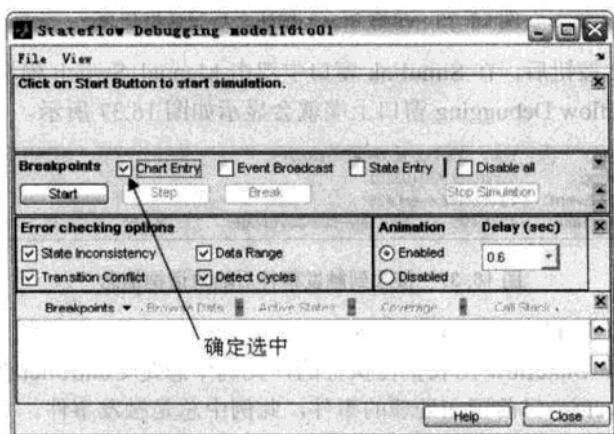 Stateflow Debugging model16to01
File View
Click on Start Button to start simulation.
Breakpoints Chart Entry Event Broadcast State Entry Disable all
Start Step Break Stop Simulation
Error checking options Animation Delay (sec)
State Inconsistency Data Range Enabled 0.6
Transition Conflict Detect Cycles Disabled
Breakpoints Browse Data Active States Coverage Call Stack
确定选中
Help Close